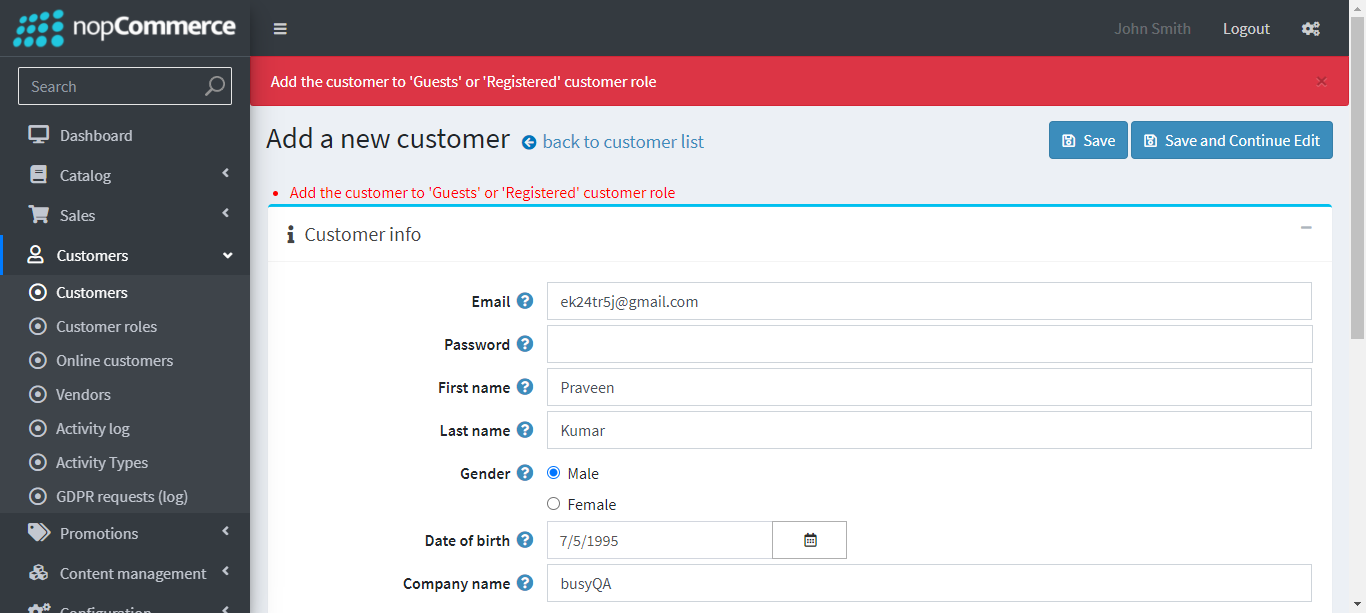 nopCommerce
John Smith
Logout
Search
Add the customer to 'Guests' or 'Registered' customer role
×
Add a new customer
back to customer list
Save
Save and Continue Edit
Add the customer to 'Guests' or 'Registered' customer role
Dashboard
Catalog
Sales
Customers
Customers
Customer roles
Online customers
Vendors
Activity log
Activity Types
GDPR requests (log)
Promotions
Content management
Configuration
Customer info
Email ? ek24tr5j@gmail.com
Password ?
First name ? Praveen
Last name ? Kumar
Gender ? Male
Female
Date of birth ? 7/5/1995
Company name ? busyQA